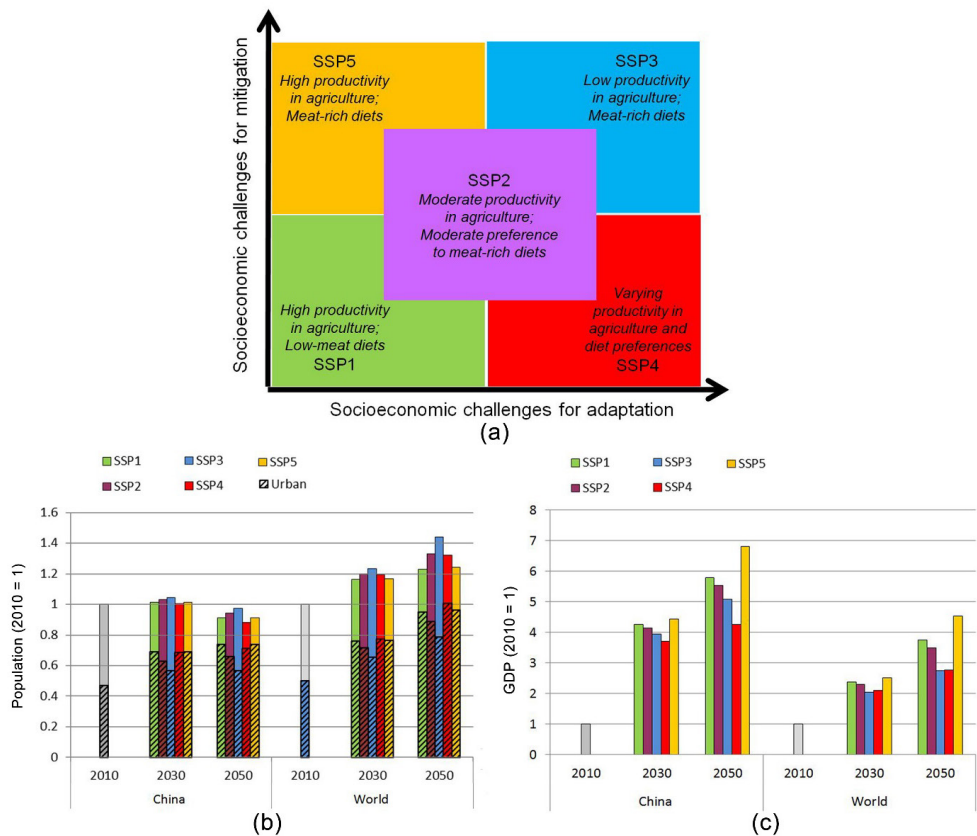 (a)
Socioeconomic challenges for mitigation
SSP5
High productivity
in agriculture;
Meat-rich diets
SSP3
Low productivity
in agriculture;
Meat-rich diets
SSP2
Moderate productivity
in agriculture;
Moderate preference
to meat-rich diets
High productivity
in agriculture;
Low-meat diets
SSP1
Varying
productivity in
agriculture and
diet preferences
SSP4
Socioeconomic challenges for adaptation
(a)
SSP1 SSP3 SSP5
SSP2 SSP4 Urban
Population (2010 = 1)
1.6
1.4
1.2
1
0.8
0.6
0.4
0.2
0
2010 2030 2050 2010 2030 2050
China World
(b)
SSP1 SSP3 SSP5
SSP2 SSP4
GDP (2010 = 1)
8
7
6
5
4
3
2
1
0
2010 2030 2050 2010 2030 2050
China World
(c)